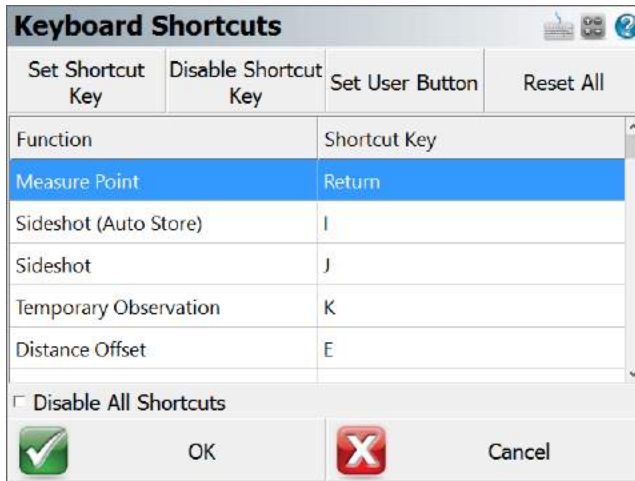 Keyboard Shortcuts
Set Shortcut Key
Disable Shortcut Key
Set User Button
Reset All
Function Shortcut Key
Measure Point Return
Sideshot (Auto Store) I
Sideshot J
Temporary Observation K
Distance Offset E
Disable All Shortcuts
OK Cancel